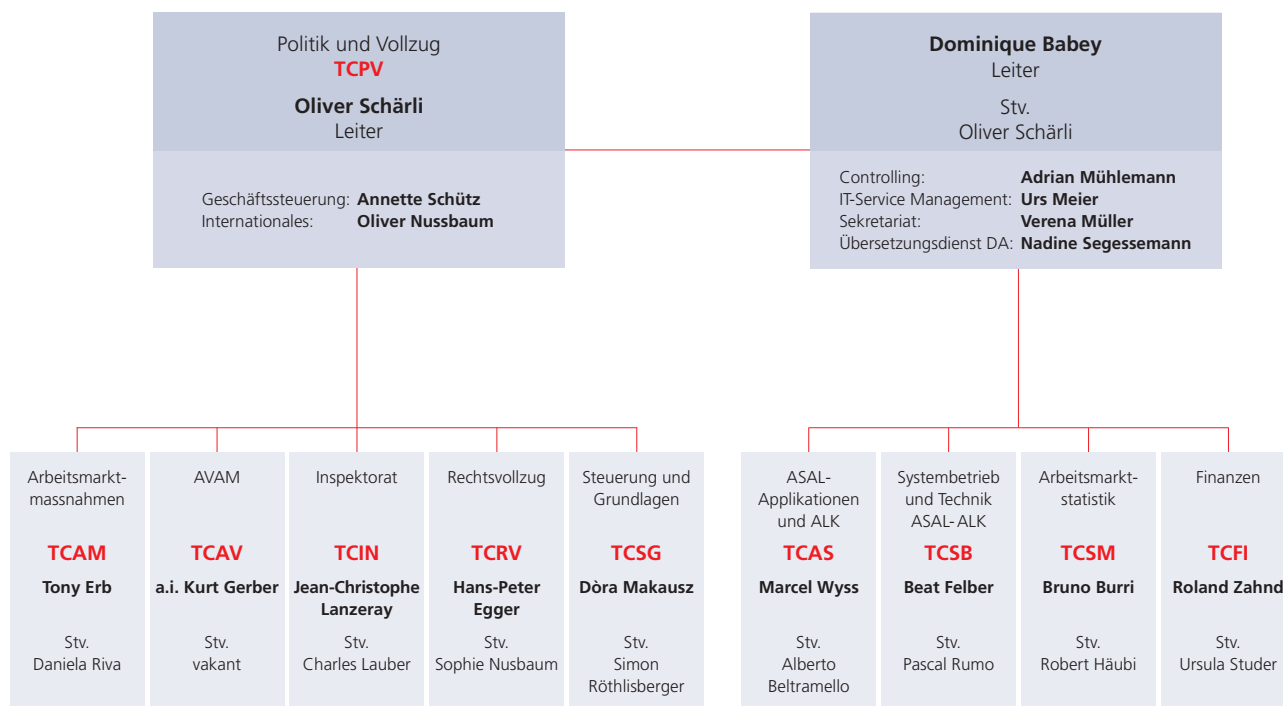 Politik und Vollzug
TCPV
Oliver Schärli
Leiter
Geschäftssteuerung: Annette Schütz
Internationales: Oliver Nussbaum
Dominique Babey
Leiter
Stv.
Oliver Schärli
Controlling: Adrian Mühlemann
IT-Service Management: Urs Meier
Sekretariat: Verena Müller
Übersetzungsdienst DA: Nadine Segessemann
Arbeitsmarkt-
massnahmen
TCAM
Tony Erb
Stv.
Daniela Riva
AVAM
TCAV
a.i. Kurt Gerber
Stv.
vakant
Inspektorat
TCIN
Jean-Christophe
Lanzeray
Stv.
Charles Lauber
Rechtsvollzug
TCRV
Hans-Peter
Egger
Stv.
Sophie Nusbaum
Steuerung und
Grundlagen
TCSG
Dòra Makausz
Stv.
Simon
Röthlisberger
ASAL-
Applikationen
und ALK
TCAS
Marcel Wyss
Stv.
Alberto
Beltramello
Systembetrieb
und Technik
ASAL-ALK
TCSB
Beat Felber
Stv.
Pascal Rumo
Arbeitsmarkt-
statistik
TCSM
Bruno Burri
Stv.
Robert Häubi
Finanzen
TCFI
Roland Zahnd
Stv.
Ursula Studer